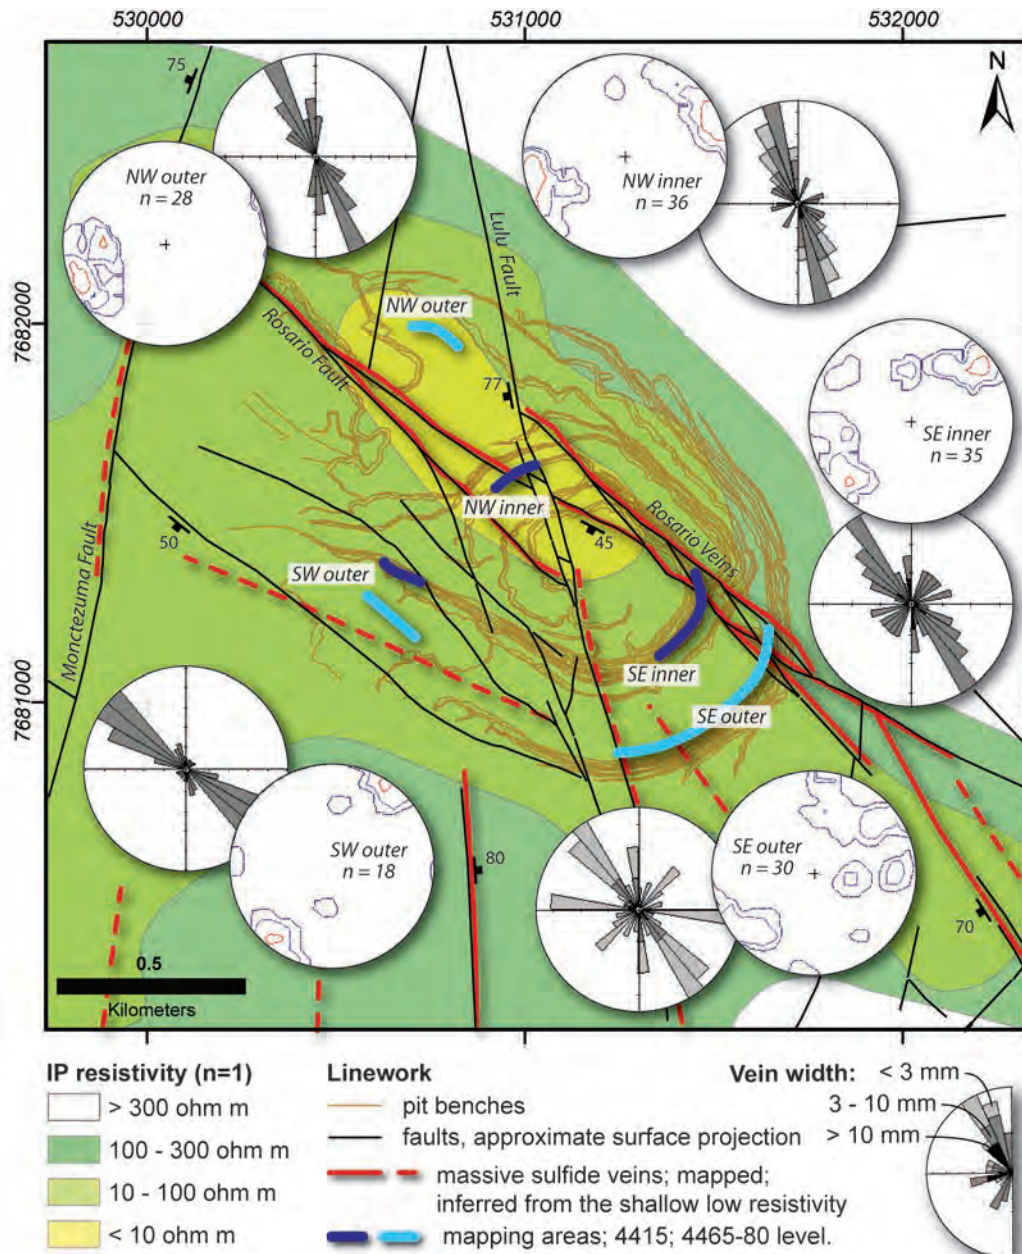 530000
531000
532000
N
75
NW outer
n = 28
NW inner
n = 36
Lulu Fault
7682000
NW outer
Rosario Fault
77
SE inner
n = 35
NW inner
Rosario Veins
50
45
Monctezuma Fault
SW outer
SE inner
7681000
SE outer
SW outer
n = 18
80
SE outer
n = 30
70
0.5
Kilometers
IP resistivity (n=1)
> 300 ohm m
100 - 300 ohm m
10 - 100 ohm m
< 10 ohm m
Linework
pit benches
faults, approximate surface projection
massive sulfide veins; mapped;
inferred from the shallow low resistivity
mapping areas; 4415; 4465-80 level.
Vein width:
< 3 mm
3 - 10 mm
> 10 mm